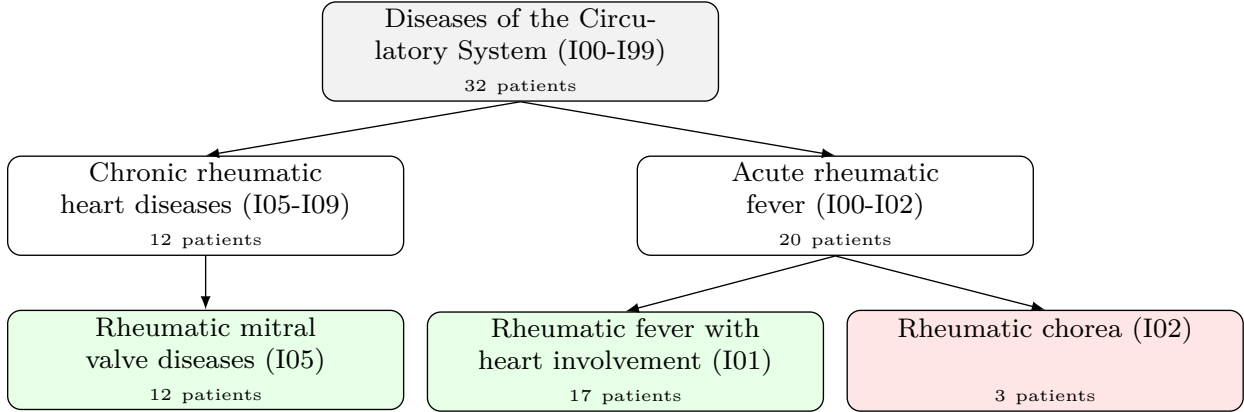 Diseases of the Circu-
latory System (I00-I99)
32 patients
Chronic rheumatic
heart diseases (I05-I09)
12 patients
Acute rheumatic
fever (I00-I02)
20 patients
Rheumatic mitral
valve diseases (I05)
12 patients
Rheumatic fever with
heart involvement (I01)
17 patients
Rheumatic chorea (I02)
3 patients